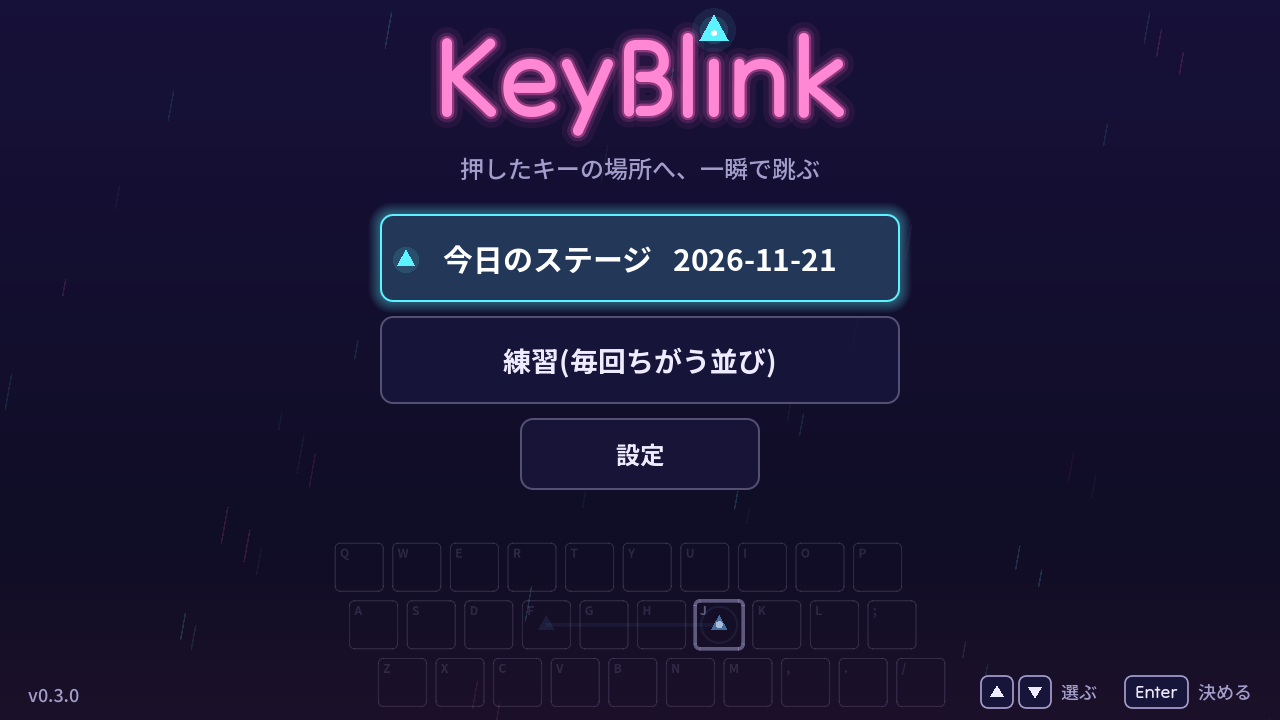 KeyBlink
押したキーの場所へ、一瞬で跳ぶ
今日のステージ 2026-11-21
練習(毎回ちがう並び)
設定
Q W E R T Y U I O P
A S D F G H J K L ;
Z X C V B N M , . /
v0.3.0
▲ ▼ 選ぶ Enter 決める